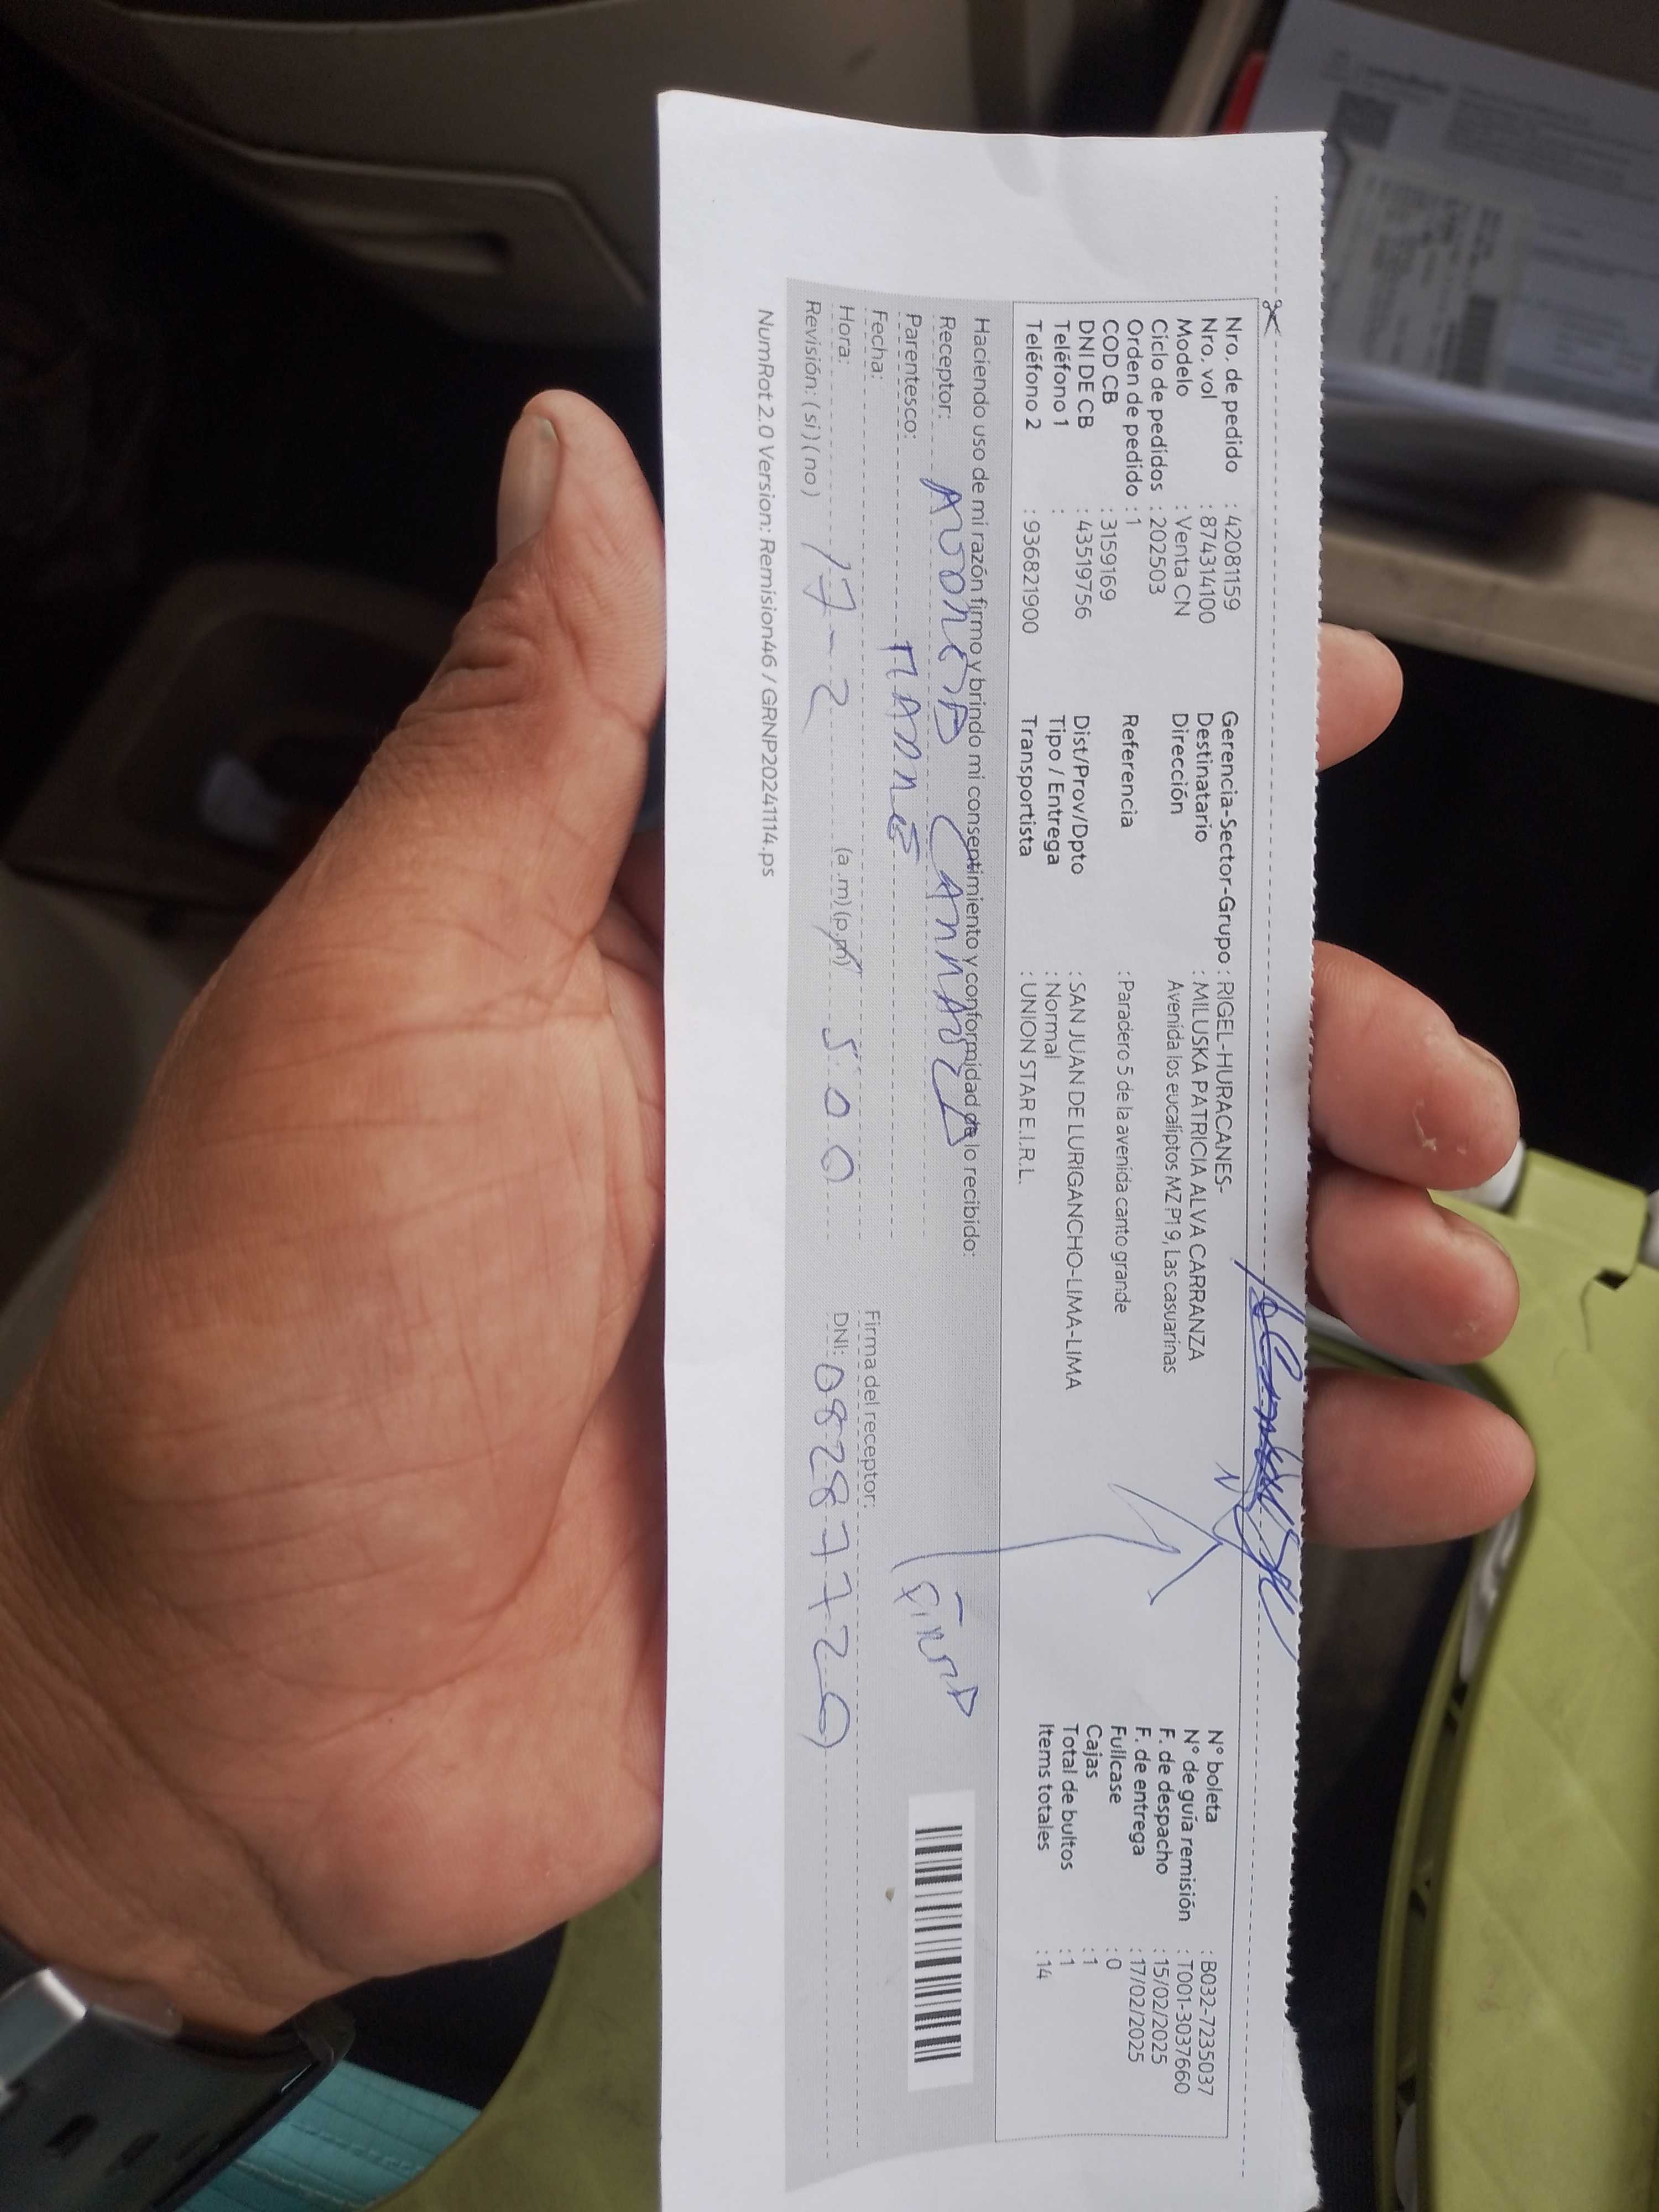 Nro. de pedido : 42081159
Nro. vol : 874314100
Modelo : Venta CN
Ciclo de pedidos : 202503
Orden de pedido : 1
COD CB : 3159169
DNI DE CB : 43519756
Teléfono 1 :
Teléfono 2 : 936821900
Gerencia-Sector-Grupo : RIGEL-HURACANES-
Destinatario : MILUSKA PATRICIA ALVA CARRANZA
Dirección Avenida los eucaliptos MZ P1 9, Las casuarinas
Referencia : Paradero 5 de la avenida canto grande
Dist/Prov/Dpto : SAN JUAN DE LURIGANCHO-LIMA-LIMA
Tipo / Entrega : Normal
Transportista : UNION STAR E.I.R.L.
N° boleta : B032-7235037
N° de guía remisión : T001-3037660
F. de despacho : 15/02/2025
F. de entrega : 17/02/2025
Fullcase : 0
Cajas : 1
Total de bultos : 1
Items totales : 14
Haciendo uso de mi razón firmo y brindo mi consentimiento y conformidad de lo recibido:
Receptor:
Parentesco:
Fecha: 17-2
Hora: (a.m)(p.m) 5:00
Revisión: (si)(no)
Firma del receptor:
DNI:
NumRot 2.0 Version: Remision46 / GRNP20241114.ps